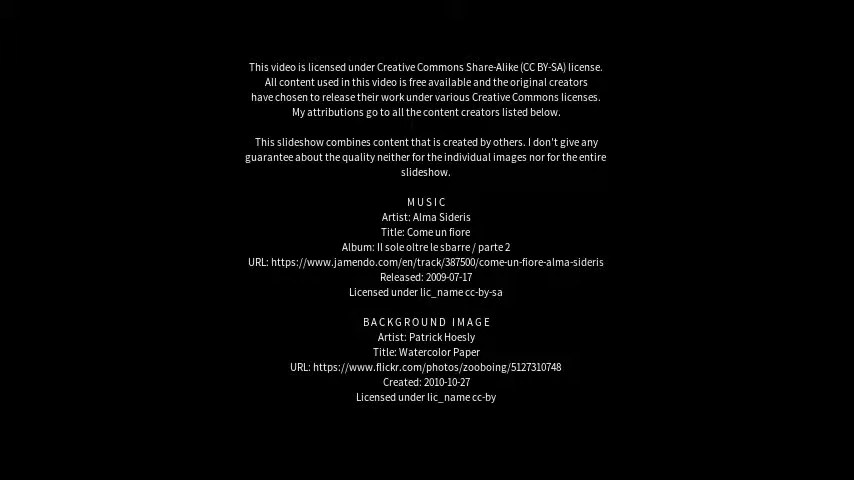 This video is licensed under Creative Commons Share-Alike (CC BY-SA) license.
All content used in this video is free available and the original creators
have chosen to release their work under various Creative Commons licenses.
My attributions go to all the content creators listed below.
This slideshow combines content that is created by others. I don't give any
guarantee about the quality neither for the individual images nor for the entire
slideshow.
MUSIC
Artist: Alma Sideris
Title: Come un fiore
Album: Il sole oltre le sbarre / parte 2
URL: https://www.jamendo.com/en/track/387500/come-un-fiore-alma-sideris
Released: 2009-07-17
Licensed under lic_name cc-by-sa
BACKGROUND IMAGE
Artist: Patrick Hoesly
Title: Watercolor Paper
URL: https://www.flickr.com/photos/zooboing/5127310748
Created: 2010-10-27
Licensed under lic_name cc-by